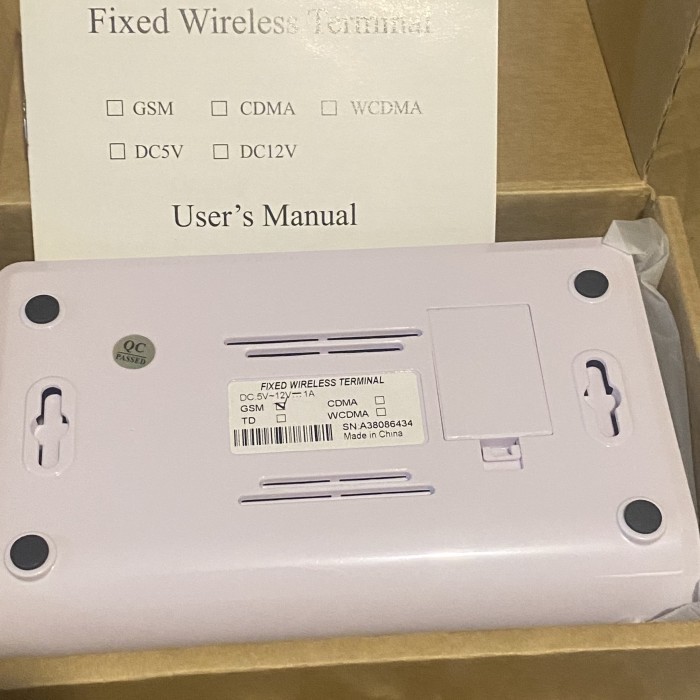 Fixed Wireless Terminal
☐ GSM ☐ CDMA ☐ WCDMA
☐ DC5V ☐ DC12V
User's Manual
QC
PASSED
FIXED WIRELESS TERMINAL
DC 5V~12V⎓1A
GSM ☑ CDMA ☐
TD ☐ WCDMA ☐
SN:A38086434
Made in China